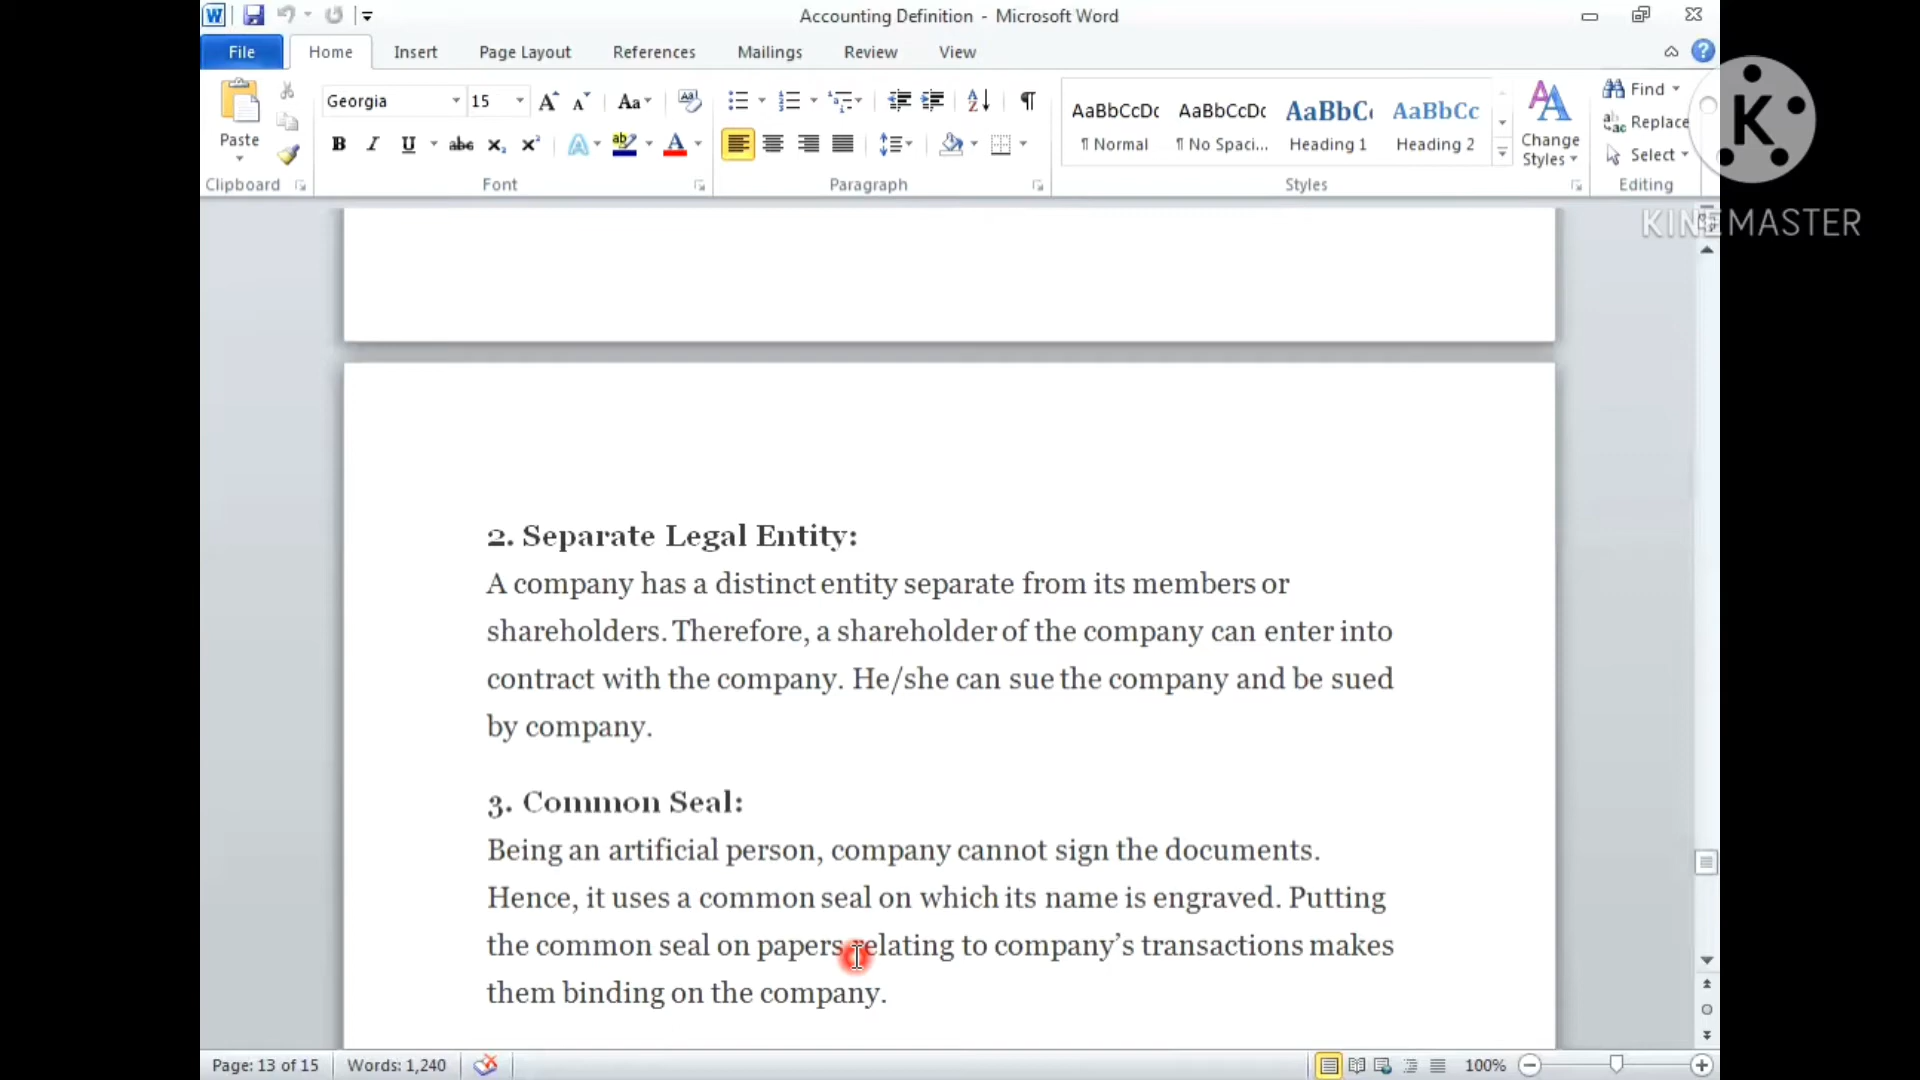 Accounting Definition - Microsoft Word
File Home Insert Page Layout References Mailings Review View
Georgia 15 Aa
Find
Replace
Select
Paste
B I U abc X₂ X² A ab A
AaBbCcDc AaBbCcDc AaBbC AaBbCc
¶ Normal ¶ No Spaci... Heading 1 Heading 2
Change
Styles
Clipboard Font Paragraph Styles Editing
K
KINEMASTER
2. Separate Legal Entity:
A company has a distinct entity separate from its members or
shareholders. Therefore, a shareholder of the company can enter into
contract with the company. He/she can sue the company and be sued
by company.
3. Common Seal:
Being an artificial person, company cannot sign the documents.
Hence, it uses a common seal on which its name is engraved. Putting
the common seal on papers relating to company’s transactions makes
them binding on the company.
Page: 13 of 15 Words: 1,240 100%